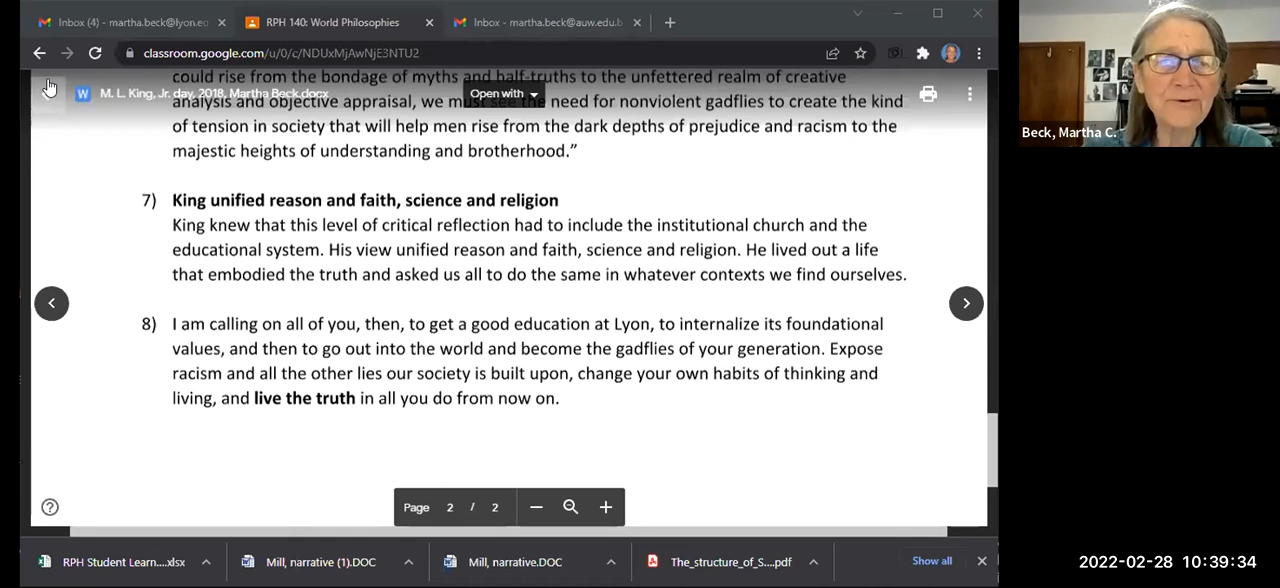 Inbox (4) - martha.beck@lyon.ed
RPH 140: World Philosophies
Inbox - martha.beck@auw.edu.b
classroom.google.com/u/0/c/NDUxMjAwNjE3NTU2
could rise from the bondage of myths and half-truths to the unfettered realm of creative
M. L. King, Jr. day, 2018, Martha Beck.docx
Open with
analysis and objective appraisal, we must see the need for nonviolent gadflies to create the kind
of tension in society that will help men rise from the dark depths of prejudice and racism to the
majestic heights of understanding and brotherhood.”
7) King unified reason and faith, science and religion
King knew that this level of critical reflection had to include the institutional church and the
educational system. His view unified reason and faith, science and religion. He lived out a life
that embodied the truth and asked us all to do the same in whatever contexts we find ourselves.
8) I am calling on all of you, then, to get a good education at Lyon, to internalize its foundational
values, and then to go out into the world and become the gadflies of your generation. Expose
racism and all the other lies our society is built upon, change your own habits of thinking and
living, and live the truth in all you do from now on.
Page 2 / 2
RPH Student Learn....xlsx
Mill, narrative (1).DOC
Mill, narrative.DOC
The_structure_of_S....pdf
Show all
Beck, Martha C.
2022-02-28 10:39:34